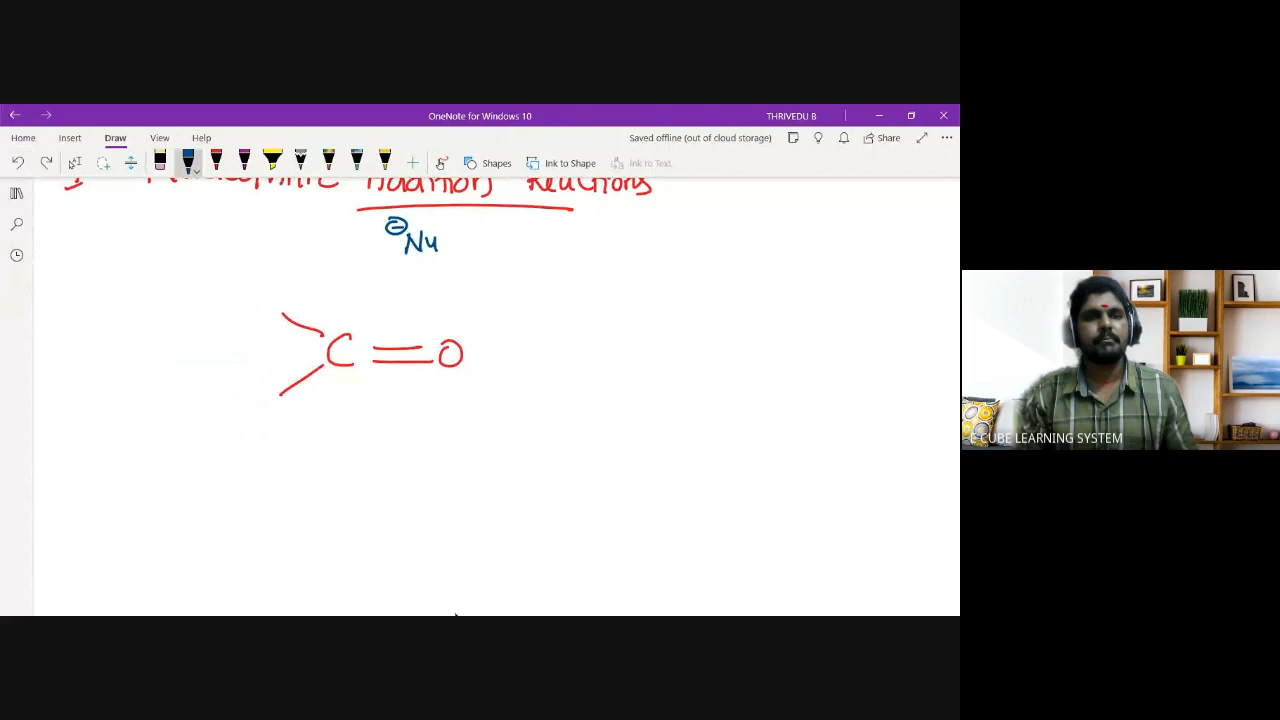 OneNote for Windows 10
THRIVEDU B
Home Insert Draw View Help
Saved offline (out of cloud storage)
Share
Shapes
Ink to Shape
Ink to Text
Addition Reactions
⊖Nu
C=O
E CUBE LEARNING SYSTEM